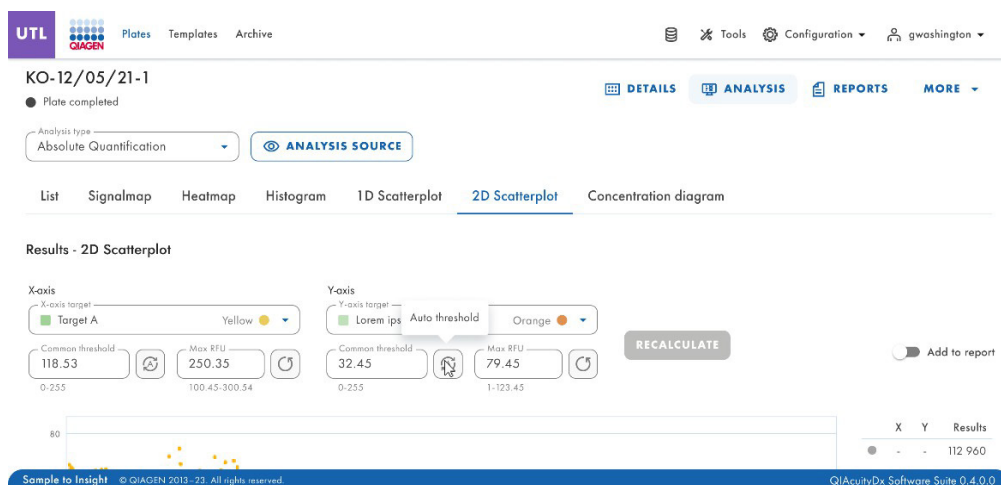 UTL QIAGEN Plates Templates Archive Tools Configuration gwashington
KO-12/05/21-1
Plate completed
DETAILS ANALYSIS REPORTS MORE
Analysis type
Absolute Quantification
ANALYSIS SOURCE
List Signalmap Heatmap Histogram 1D Scatterplot 2D Scatterplot Concentration diagram
Results - 2D Scatterplot
X-axis Y-axis
X-axis target Y-axis target
Target A Yellow Lorem ips Auto threshold Orange
RECALCULATE
Common threshold Max RFU Common threshold Max RFU
118.53 A 250.35 32.45 79.45
Add to report
0-255 100.45-300.54 0-255 1-123.45
X Y Results
80
- - 112 960
Sample to Insight © QIAGEN 2013–23. All rights reserved. QIAcuityDx Software Suite 0.4.0.0